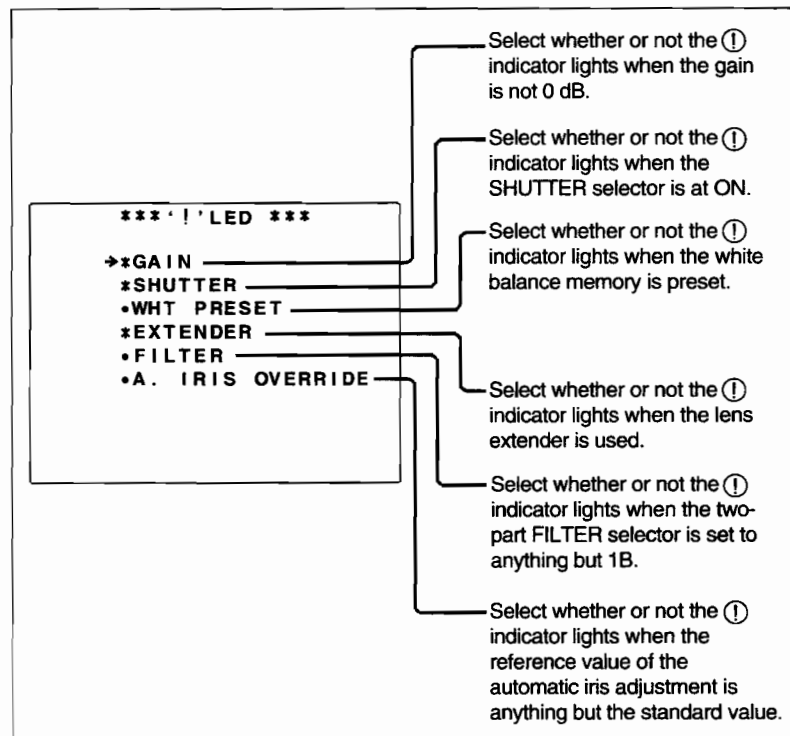 Select whether or not the ⓘ
indicator lights when the gain
is not 0 dB.
Select whether or not the ⓘ
indicator lights when the
SHUTTER selector is at ON.
***'!'LED ***
→*GAIN
*SHUTTER
•WHT PRESET
*EXTENDER
•FILTER
•A. IRIS OVERRIDE
Select whether or not the ⓘ
indicator lights when the white
balance memory is preset.
Select whether or not the ⓘ
indicator lights when the lens
extender is used.
Select whether or not the ⓘ
indicator lights when the two-
part FILTER selector is set to
anything but 1B.
Select whether or not the ⓘ
indicator lights when the
reference value of the
automatic iris adjustment is
anything but the standard value.